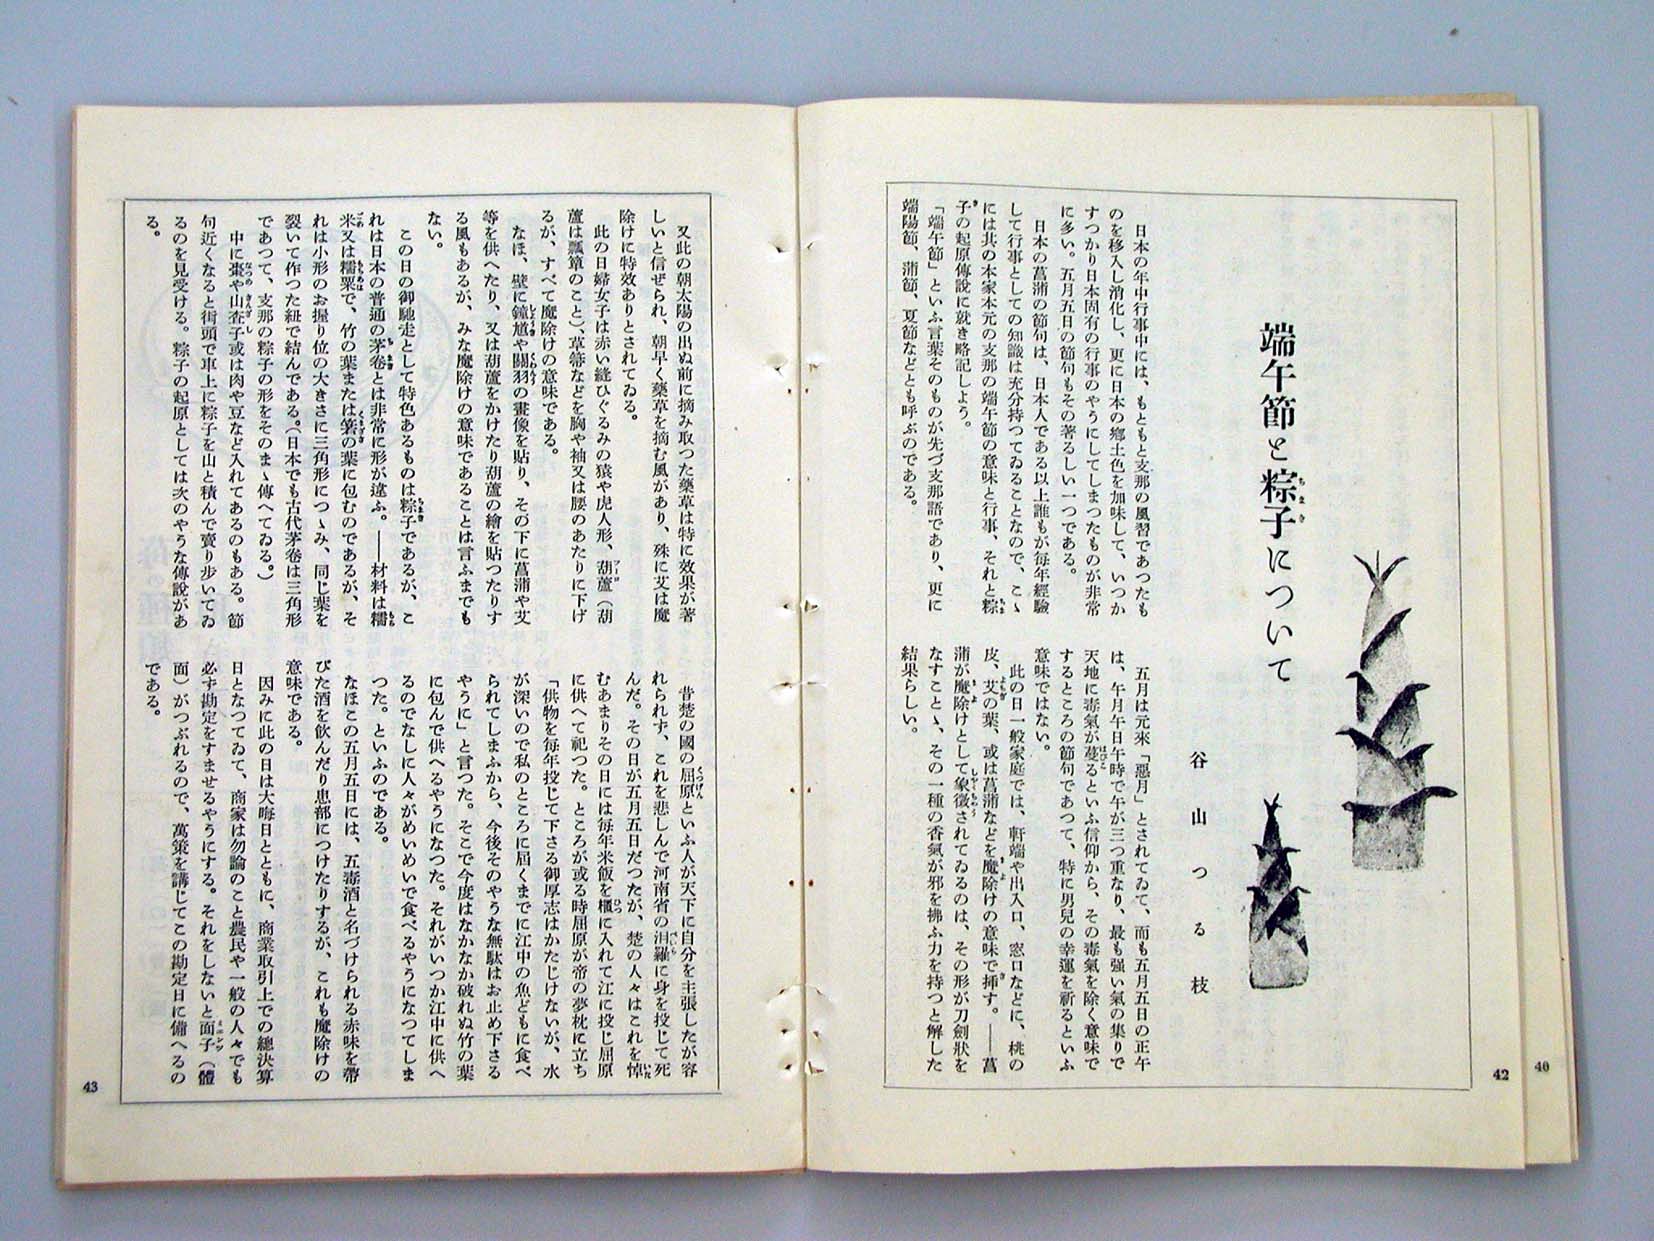 端午節と粽子について
ちまき
谷山つる枝
日本の年中行事中には、もともと支那の風習であつたも
のを移入し消化し、更に日本の郷土色を加味して、いつか
すつかり日本固有の行事のやうにしてしまつたものが非常
に多い。五月五日の節句もその著るしい一つである。
日本の菖蒲の節句は、日本人である以上誰もが毎年經驗
して行事としての知識は充分持つてゐることなので、こゝ
には其の本家本元の支那の端午節の意味と行事、それと粽
子の起原傳說に就き略記しよう。
「端午節」といふ言葉そのものが先づ支那語であり、更に
端陽節、蒲節、夏節などとも呼ぶのである。
五月は元來「惡月」とされてゐて、而も五月五日の正午
は、午月午日午時で午が三つ重なり、最も强い氣の集りで
天地に毒氣が蔓るといふ信仰から、その毒氣を除く意味で
するところの節句であつて、特に男兒の幸運を祈るといふ
意味ではない。
此の日一般家庭では、軒端や出入口、窓口などに、桃の
皮、艾の葉、或は菖蒲などを魔除けの意味で揷す。――菖
蒲が魔除けとして象徵されてゐるのは、その形が刀劍狀を
なすことゝ、その一種の香氣が邪を拂ふ力を持つと解した
結果らしい。
42
40
又此の朝太陽の出ぬ前に摘み取つた藥草は特に效果が著
しいと信ぜられ、朝早く藥草を摘む風があり、殊に艾は魔
除けに特效ありとされてゐる。
此の日婦女子は赤い縫ひぐるみの猿や虎人形、葫蘆（葫
蘆は瓢簞のこと）、草箒などを胸や袖又は腰のあたりに下げ
るが、すべて魔除けの意味である。
なほ、壁に鐘馗や關羽の畫像を貼り、その下に菖蒲や艾
等を供へたり、又は葫蘆をかけたり葫蘆の繪を貼つたりす
る風もあるが、みな魔除けの意味であることは言ふまでも
ない。
この日の御馳走として特色あるものは粽子であるが、こ
れは日本の普通の茅卷とは非常に形が違ふ。――材料は糯
米又は糯粟で、竹の葉または の葉に包むのであるが、そ
れは小形のお握り位の大きさに三角形につゝみ、同じ葉を
裂いて作つた紐で結んである。（日本でも古代茅卷は三角形
であつて、支那の粽子の形をそのまゝ傳へてゐる。）
中に棗や山査子或は肉や豆など入れてあるのもある。節
句近くなると街頭で車上に粽子を山と積んで賣り步いてゐ
るのを見受ける。粽子の起原としては次のやうな傳說があ
る。
昔楚の國の屈原といふ人が天下に自分を主張したが容
れられず、これを悲しんで河南省の汨羅に身を投じて死
んだ。その日が五月五日だつたが、楚の人々はこれを悼
むあまりその日には每年米飯を櫃に入れて江に投じ屈原
に供へて祀つた。ところが或る時屈原が帝の夢枕に立ち
「供物を每年投じて下さる御厚志はかたじけないが、水
が深いので私のところに屆くまでに江中の魚どもに食べ
られてしまふから、今後そのやうな無駄はお止め下さる
やうに」と言つた。そこで今度はなかなか破れぬ竹の葉
に包んで供へるやうになつた。それがいつか江中に供へ
るのでなしに人々がめいめいで食べるやうになつてしま
つた。といふのである。
なほこの五月五日には、五毒酒と名づけられる赤味を帶
びた酒を飮んだり患部につけたりするが、これも魔除けの
意味である。
因みに此の日は大晦日とともに、商業取引上での總決算
日となつてゐて、商家は勿論のこと農民や一般の人々でも
必ず勘定をすませるやうにする。それをしないと面子（體
面）がつぶれるので、萬策を講じてこの勘定日に備へるの
である。
43